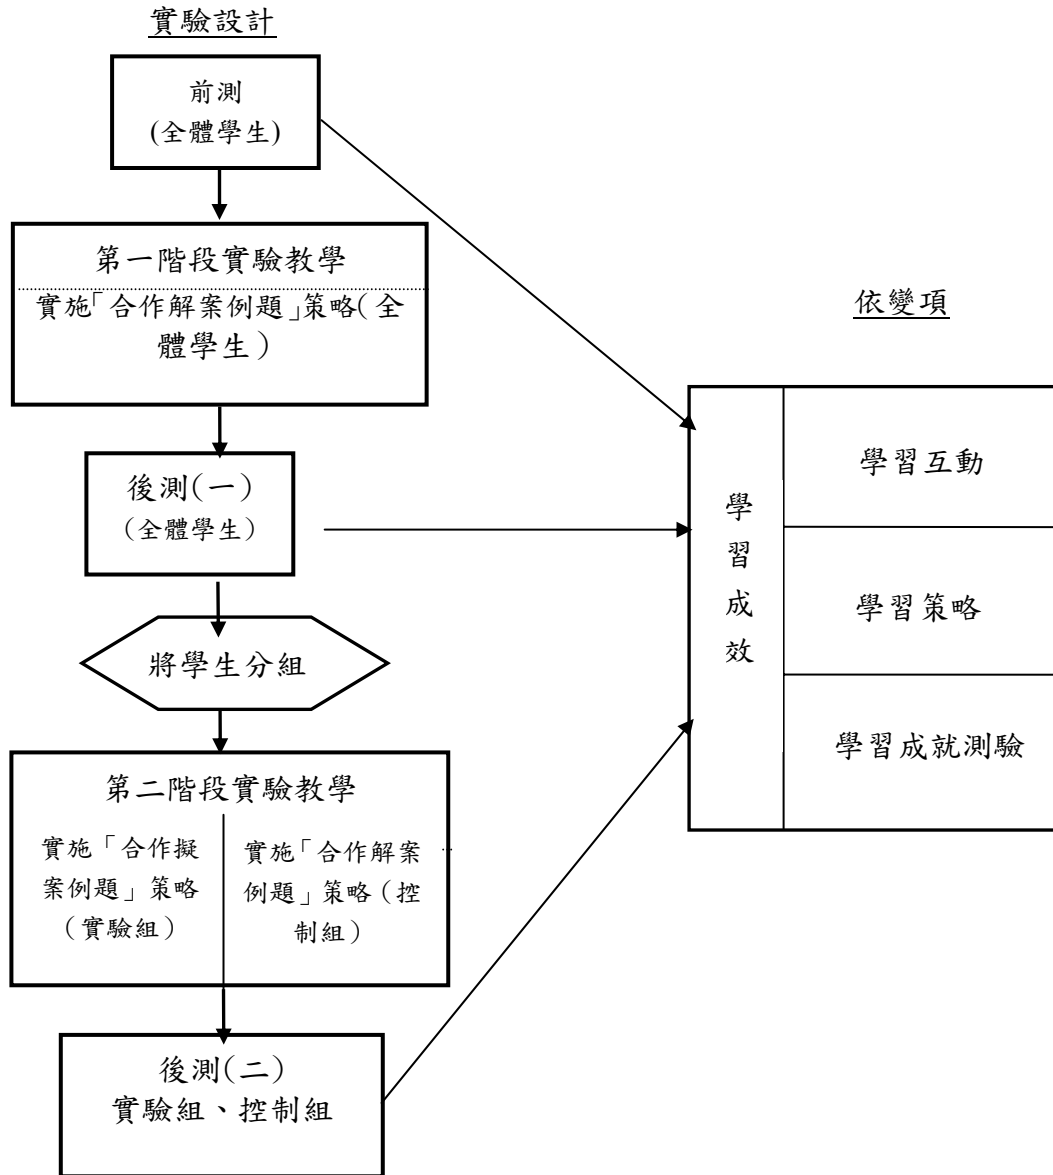 實驗設計
前測
(全體學生)
第一階段實驗教學
實施「合作解案例題」策略(全
體學生)
後測(一)
(全體學生)
將學生分組
第二階段實驗教學
實施「合作擬
案例題」策略
(實驗組)
實施「合作解案
例題」策略(控
制組)
後測(二)
實驗組、控制組
依變項
學
習
成
效
學習互動
學習策略
學習成就測驗